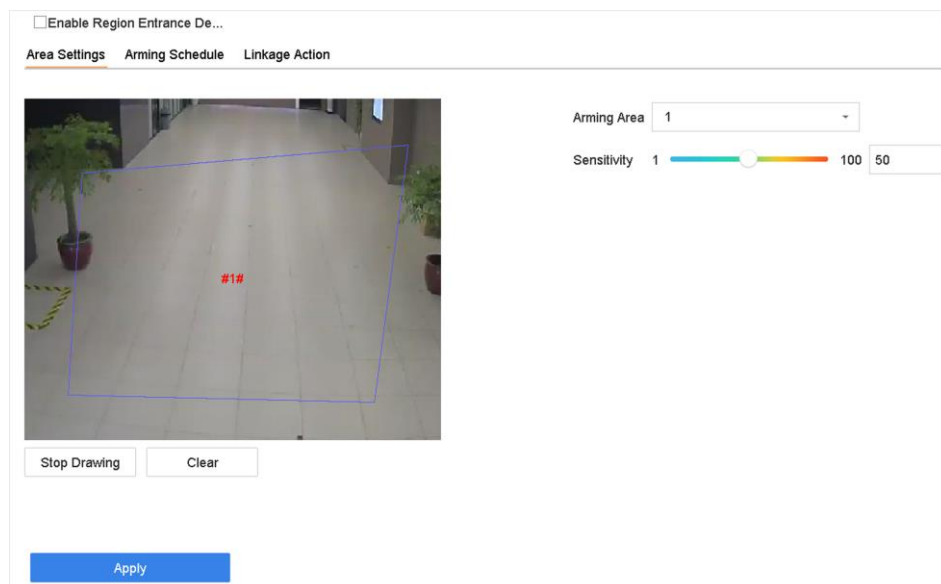 Enable Region Entrance De...
Area Settings Arming Schedule Linkage Action
Arming Area 1
Sensitivity 1 100 50
#1#
Stop Drawing Clear
Apply